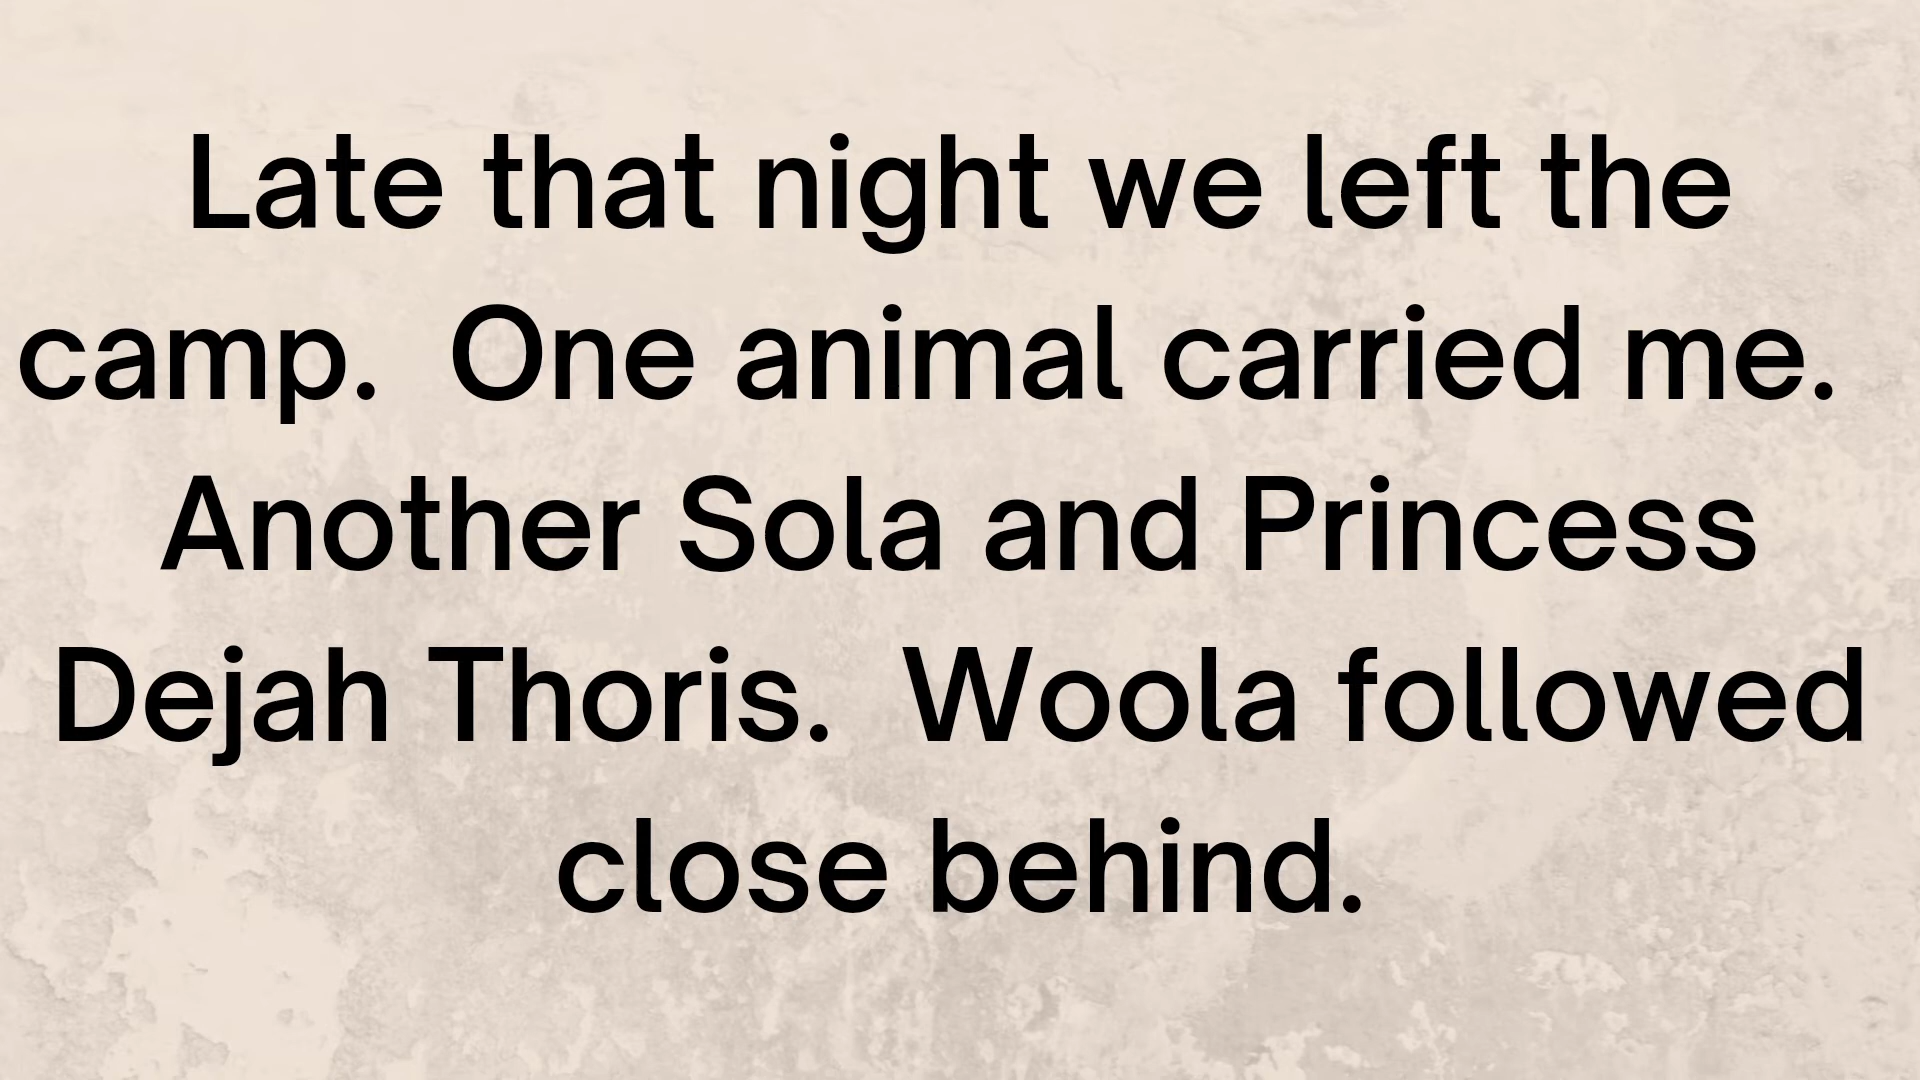 Late that night we left the
camp.  One animal carried me.
Another Sola and Princess
Dejah Thoris.  Woola followed
close behind.